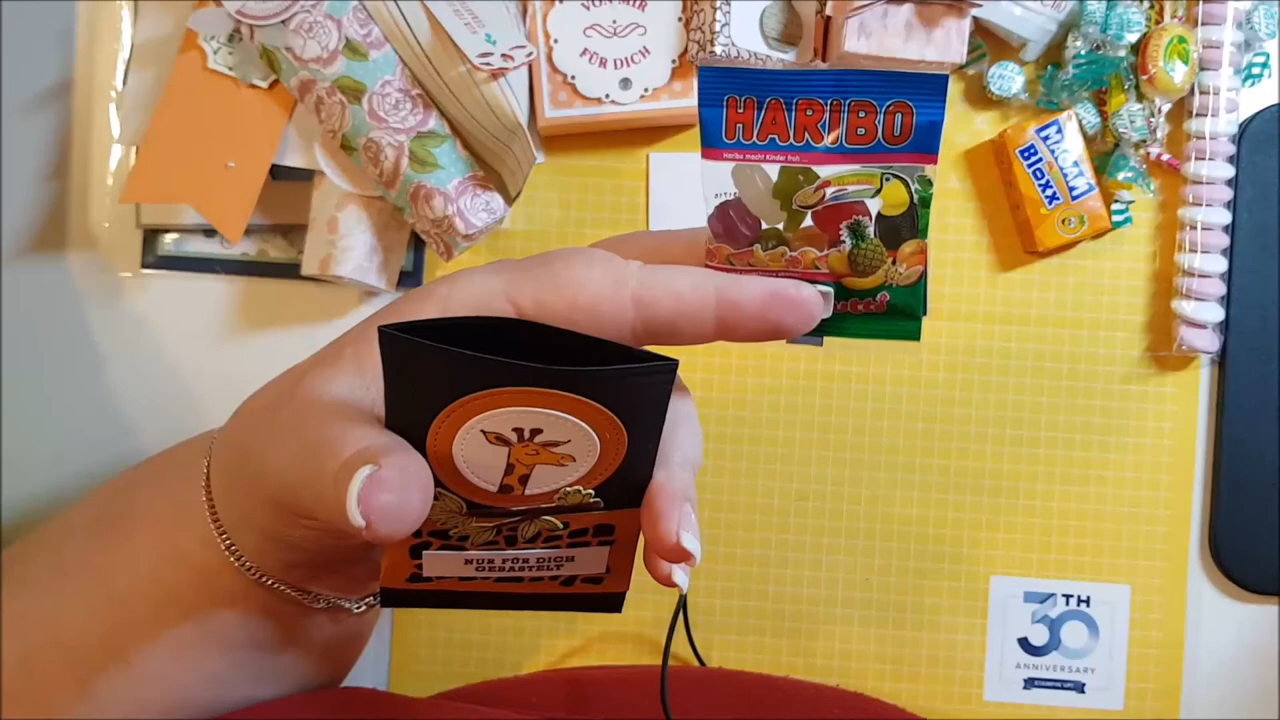 VON MIR
FÜR DICH
HARIBO
Haribo macht Kinder froh ...
MAOAM
BloxX
NUR FÜR DICH
GEBASTELT
30TH
ANNIVERSARY
STAMPIN' UP!